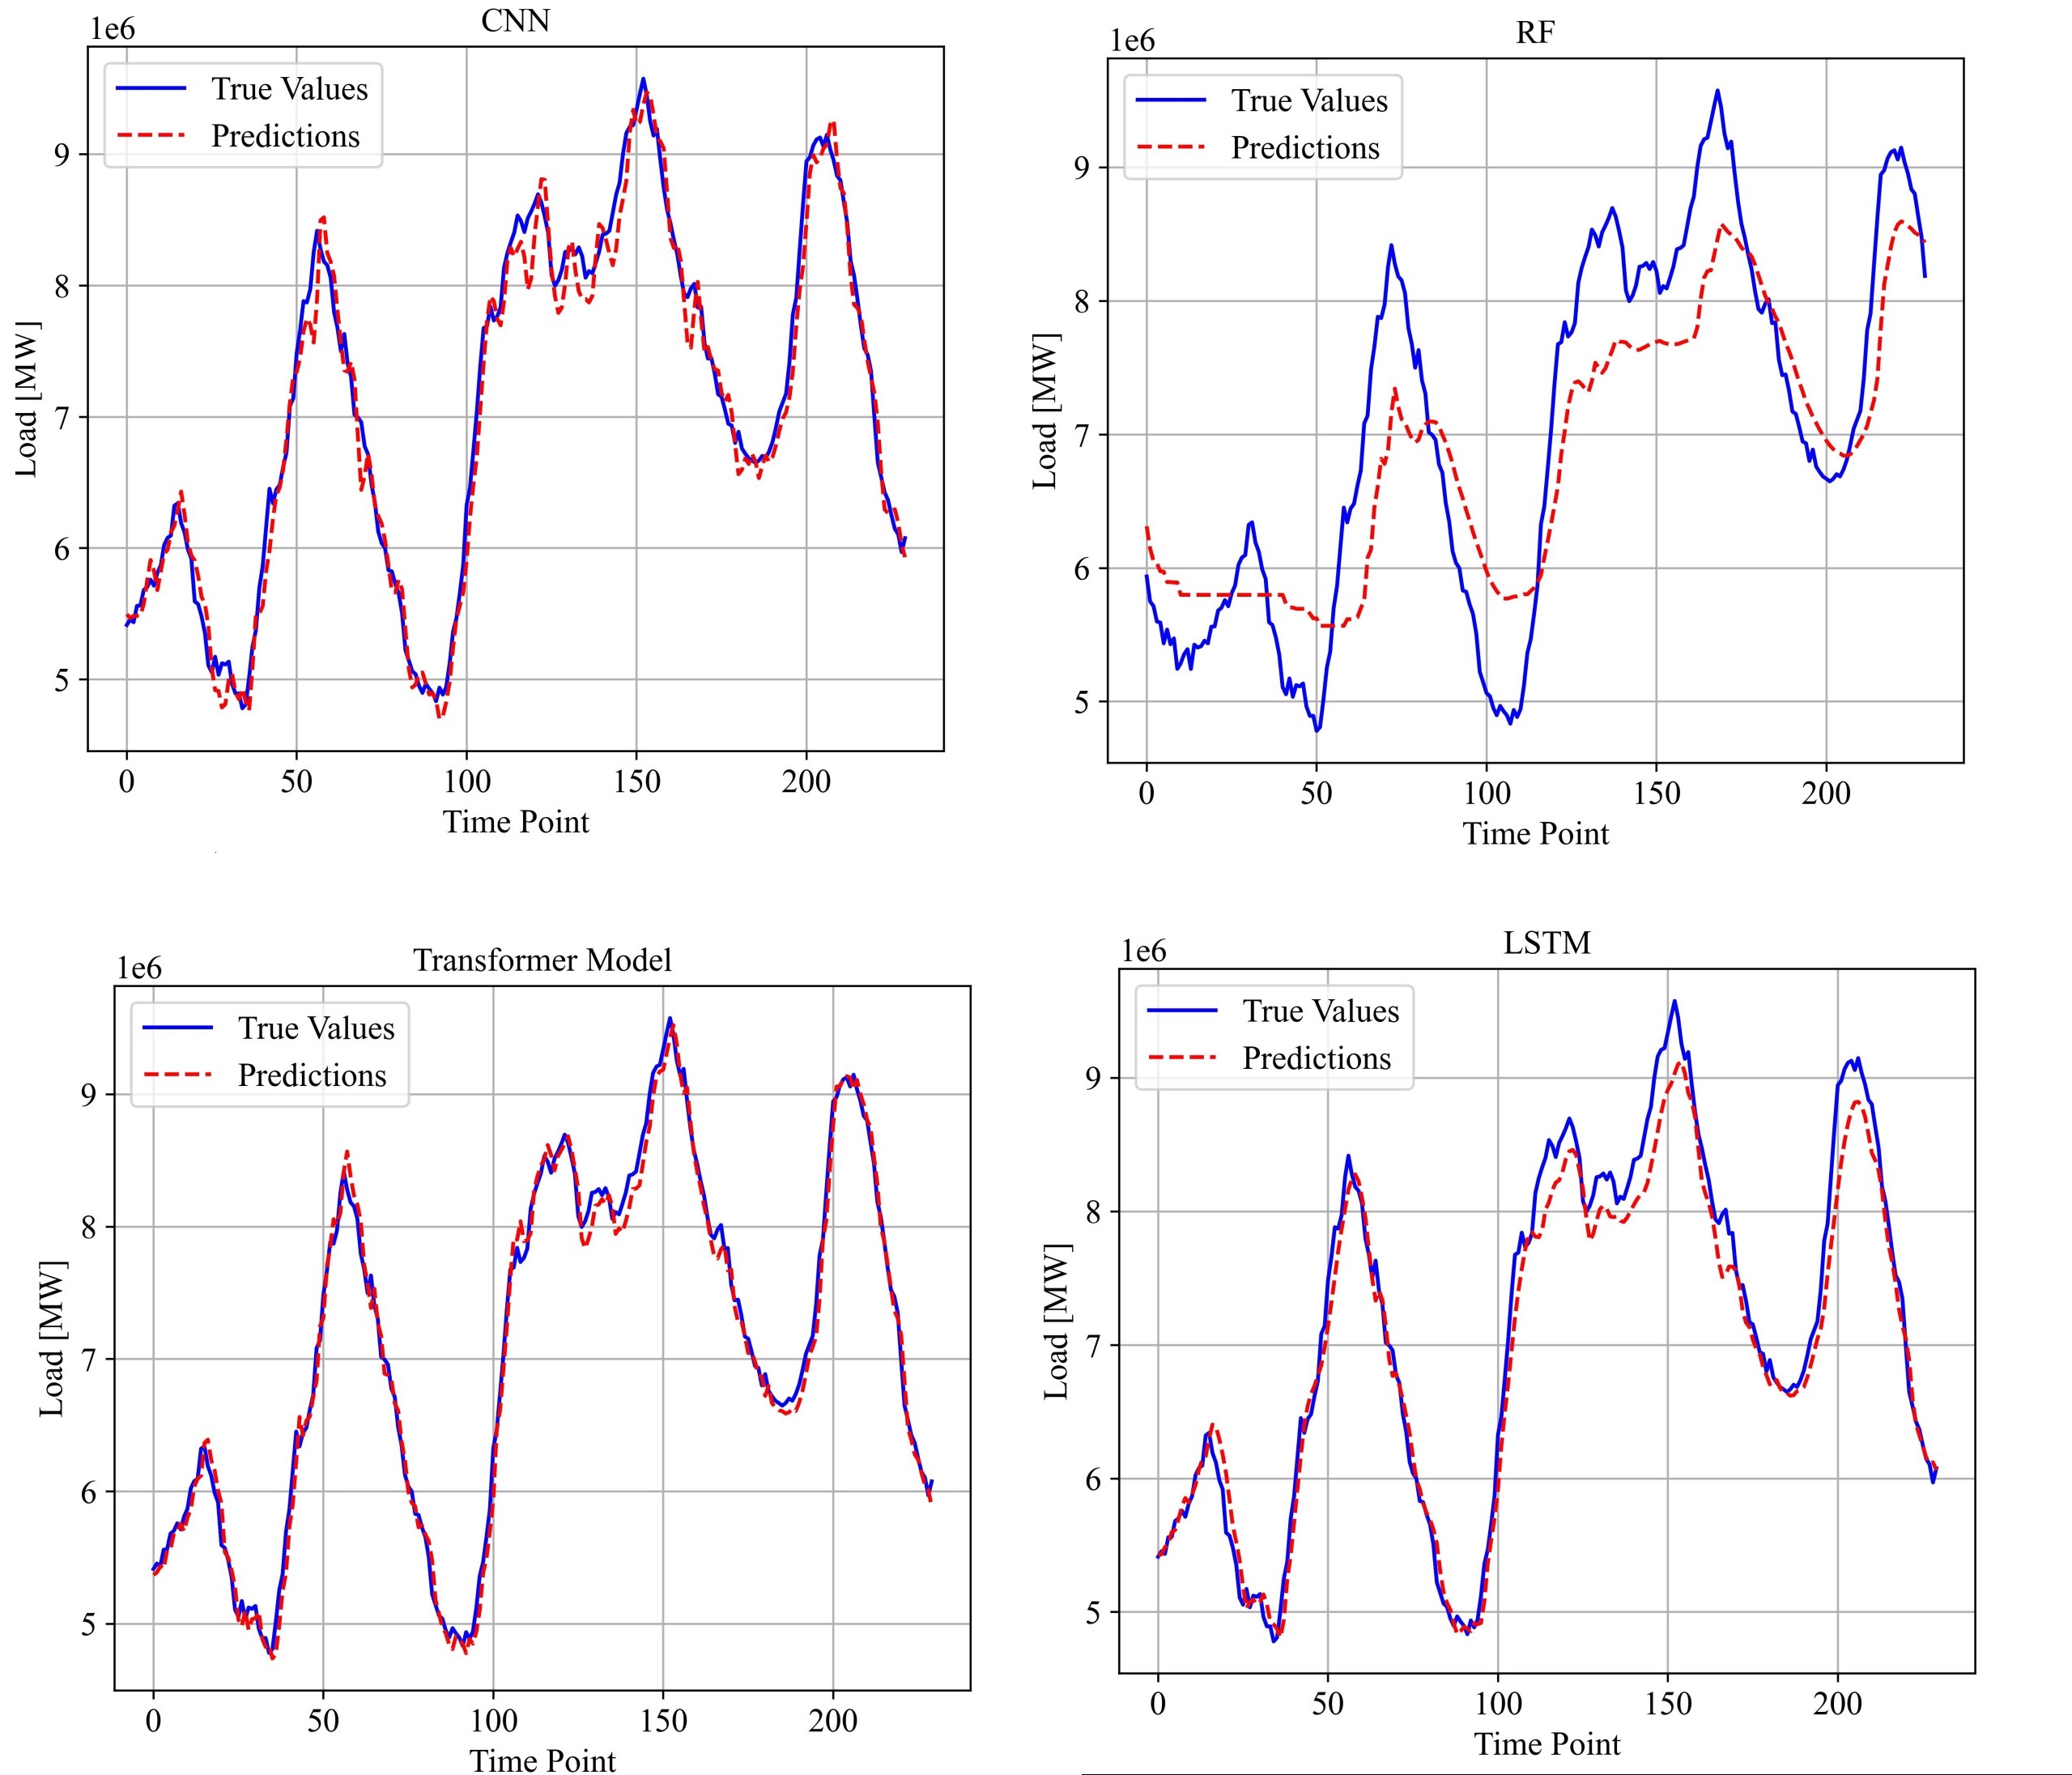 CNN
1e6
True Values
Predictions
9
8
7
6
5
Load [MW]
0 50 100 150 200
Time Point
RF
1e6
True Values
Predictions
9
8
7
6
5
Load [MW]
0 50 100 150 200
Time Point
Transformer Model
1e6
True Values
Predictions
9
8
7
6
5
Load [MW]
0 50 100 150 200
Time Point
LSTM
1e6
True Values
Predictions
9
8
7
6
5
Load [MW]
0 50 100 150 200
Time Point